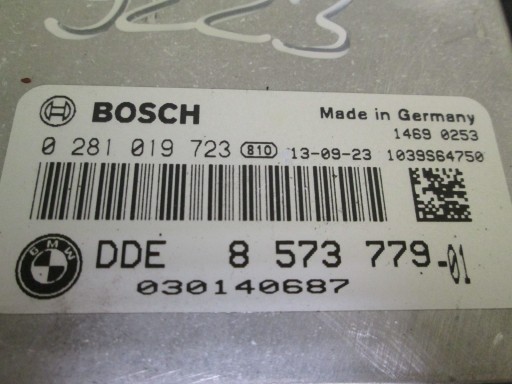 J223
BOSCH Made in Germany
1469 0253
0 281 019 723 810 13-09-23 1039S64750
BMW DDE 8 573 779-01
030140687